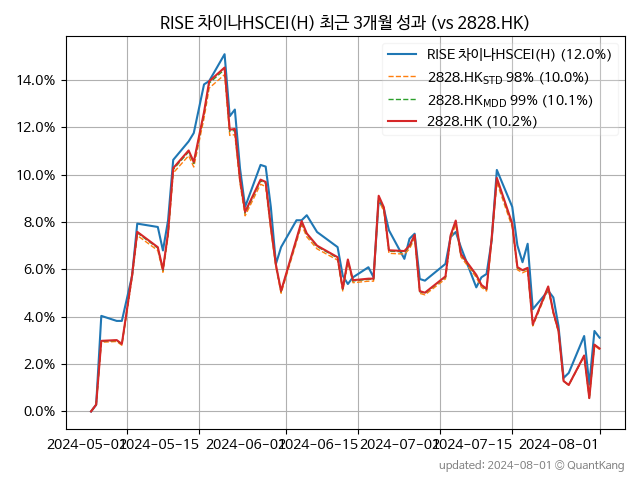 RISE 차이나HSCEI(H) 최근 3개월 성과 (vs 2828.HK)
RISE 차이나HSCEI(H) (12.0%)
2828.HKSTD 98% (10.0%)
2828.HKMDD 99% (10.1%)
2828.HK (10.2%)
14.0%
12.0%
10.0%
8.0%
6.0%
4.0%
2.0%
0.0%
2024-05-01 2024-05-15 2024-06-01 2024-06-15 2024-07-01 2024-07-15 2024-08-01
updated: 2024-08-01 © QuantKang